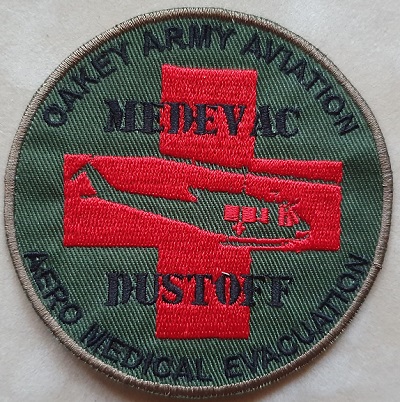 OAKEY ARMY AVIATION
MEDEVAC
DUSTOFF
AERO MEDICAL EVACUATION